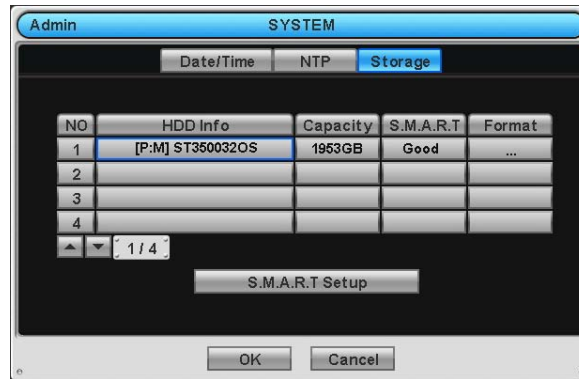 Admin SYSTEM
Date/Time NTP Storage
NO HDD Info Capacity S.M.A.R.T Format
1 [P:M] ST350032OS 1953GB Good ...
2
3
4
1 / 4
S.M.A.R.T Setup
OK Cancel